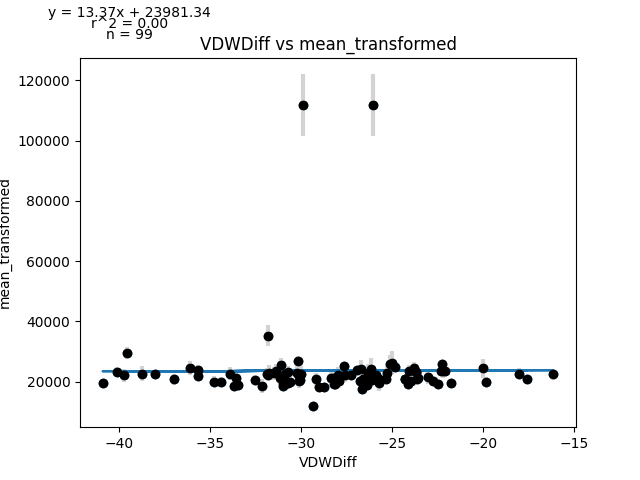 y = 13.37x + 23981.34
r^2 = 0.00
n = 99
VDWDiff vs mean_transformed
120000
100000
80000
60000
40000
20000
mean_transformed
−40
−35
−30
−25
−20
−15
VDWDiff